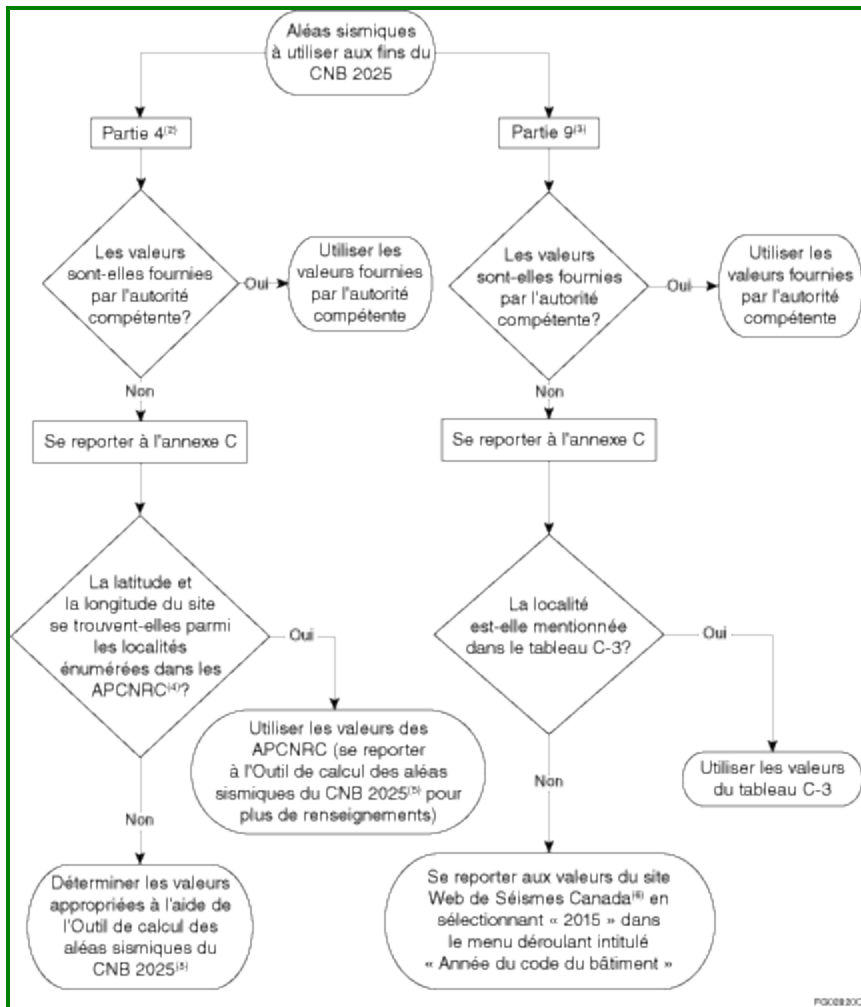 Aléas sismiques
à utiliser aux fins du
CNB 2025
Partie 4(2)
Les valeurs
sont-elles fournies
par l'autorité
compétente?
Oui
Utiliser les
valeurs fournies
par l'autorité
compétente
Non
Se reporter à l'annexe C
La latitude et
la longitude du site
se trouvent-elles parmi
les localités
énumérées dans les
APCNRC(4)?
Oui
Utiliser les valeurs des
APCNRC (se reporter
à l'Outil de calcul des aléas
sismiques du CNB 2025(5) pour
plus de renseignements)
Non
Déterminer les valeurs
appropriées à l'aide de
l'Outil de calcul des
aléas sismiques du
CNB 2025(5)
Partie 9(3)
Les valeurs
sont-elles fournies
par l'autorité
compétente?
Oui
Utiliser les
valeurs fournies
par l'autorité
compétente
Non
Se reporter à l'annexe C
La localité
est-elle mentionnée
dans le tableau C-3?
Oui
Utiliser les valeurs
du tableau C-3
Non
Se reporter aux valeurs du site
Web de Séismes Canada(6) en
sélectionnant « 2015 » dans
le menu déroulant intitulé
« Année du code du bâtiment »